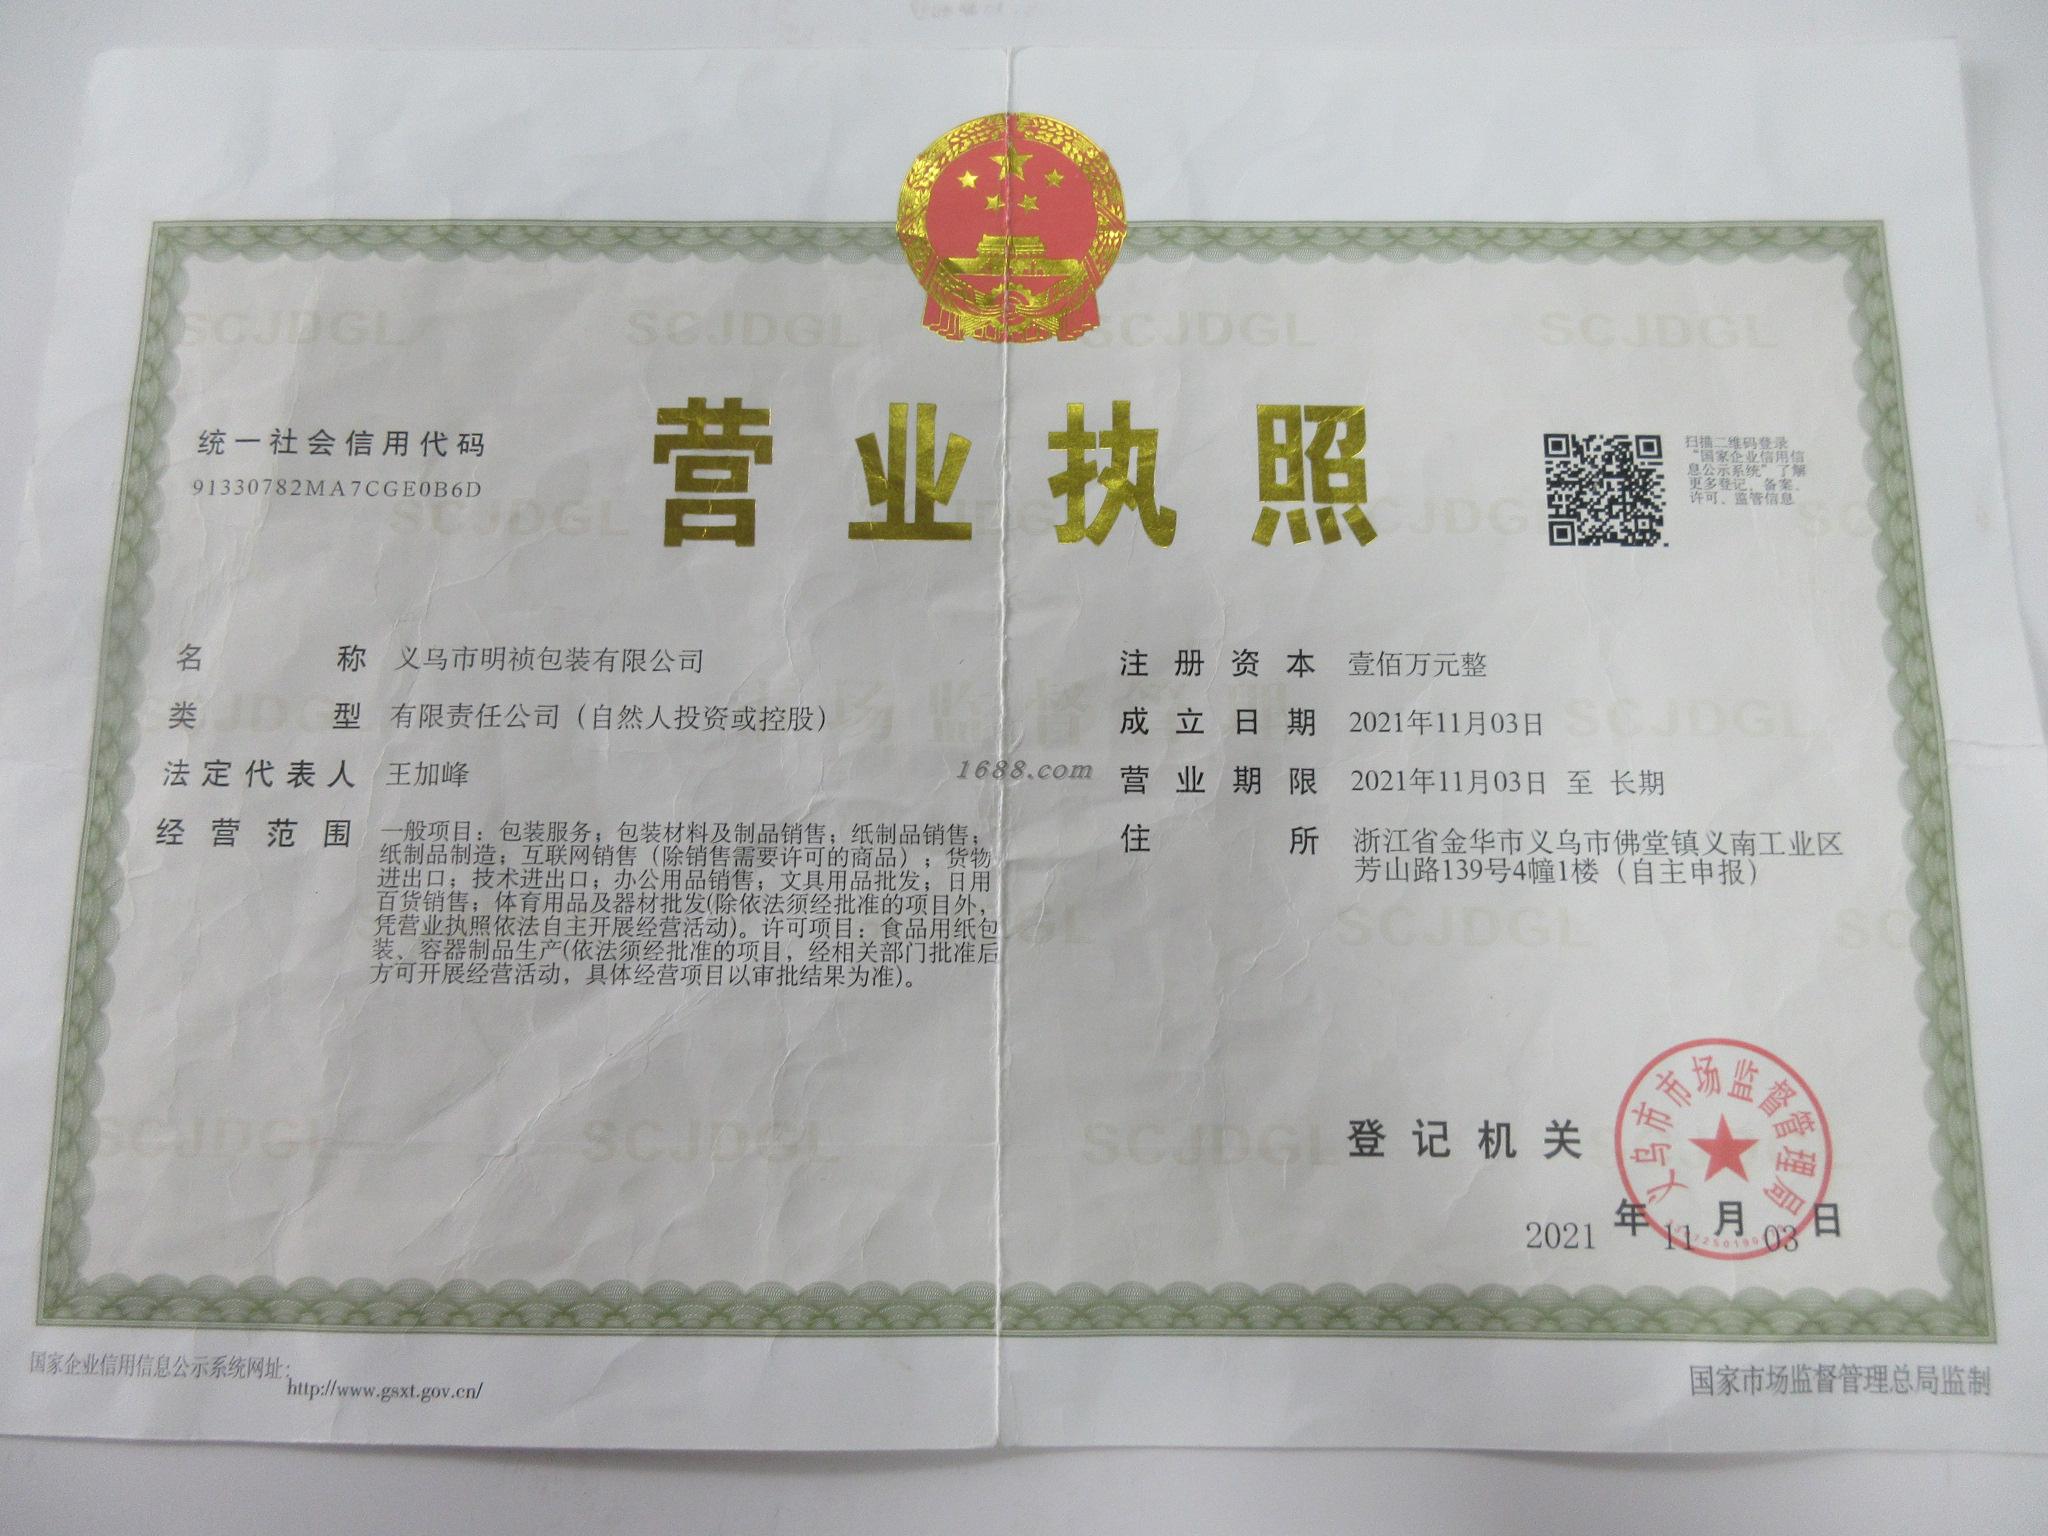 营业执照
统一社会信用代码
91330782MA7CGE0B6D
扫描二维码登录
“国家企业信用信
息公示系统”了解
更多登记、备案、
许可、监管信息
名称 义乌市明祯包装有限公司
类型 有限责任公司（自然人投资或控股）
法定代表人 王加峰
经营范围 一般项目：包装服务；包装材料及制品销售；纸制品销售；
纸制品制造；互联网销售（除销售需要许可的商品）；货物
进出口；技术进出口；办公用品销售；文具用品批发；日用
百货销售；体育用品及器材批发(除依法须经批准的项目外，
凭营业执照依法自主开展经营活动)。许可项目：食品用纸包
装、容器制品生产(依法须经批准的项目，经相关部门批准后
方可开展经营活动，具体经营项目以审批结果为准)。
注册资本 壹佰万元整
成立日期 2021年11月03日
营业期限 2021年11月03日 至 长期
住所 浙江省金华市义乌市佛堂镇义南工业区
芳山路139号4幢1楼（自主申报）
1688.com
登记机关
义乌市市场监督管理局
2021年11月03日
国家企业信用信息公示系统网址：
http://www.gsxt.gov.cn/
国家市场监督管理总局监制
SCJDGL